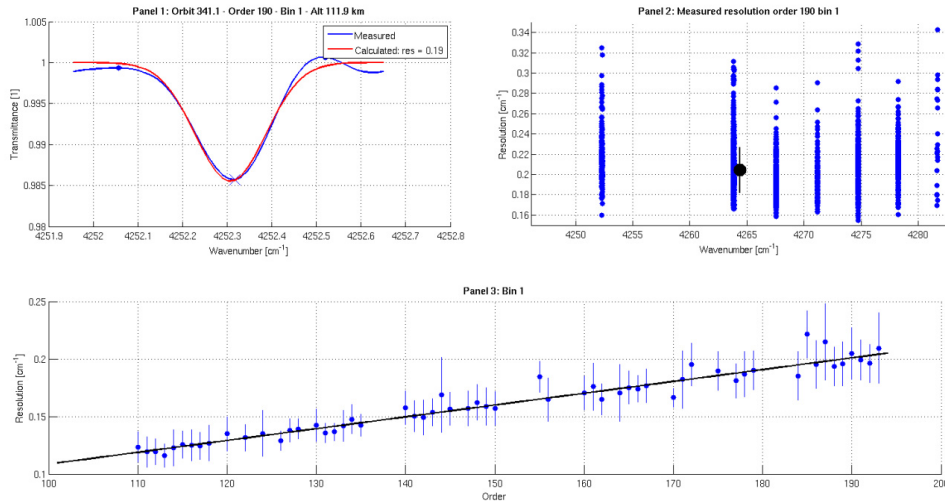 Panel 1: Orbit 341.1 - Order 190 - Bin 1 - Alt 111.9 km
1.005
1
0.995
0.99
0.985
0.98
Transmittance [1]
Measured
Calculated: res = 0.19
4251.9 4252 4252.1 4252.2 4252.3 4252.4 4252.5 4252.6 4252.7 4252.8
Wavenumber [cm⁻¹]
Panel 2: Measured resolution order 190 bin 1
0.34
0.32
0.3
0.28
0.26
0.24
0.22
0.2
0.18
0.16
Resolution [cm⁻¹]
4250 4255 4260 4265 4270 4275 4280
Wavenumber [cm⁻¹]
Panel 3: Bin 1
0.25
0.2
0.15
0.1
Resolution [cm⁻¹]
100 110 120 130 140 150 160 170 180 190 200
Order